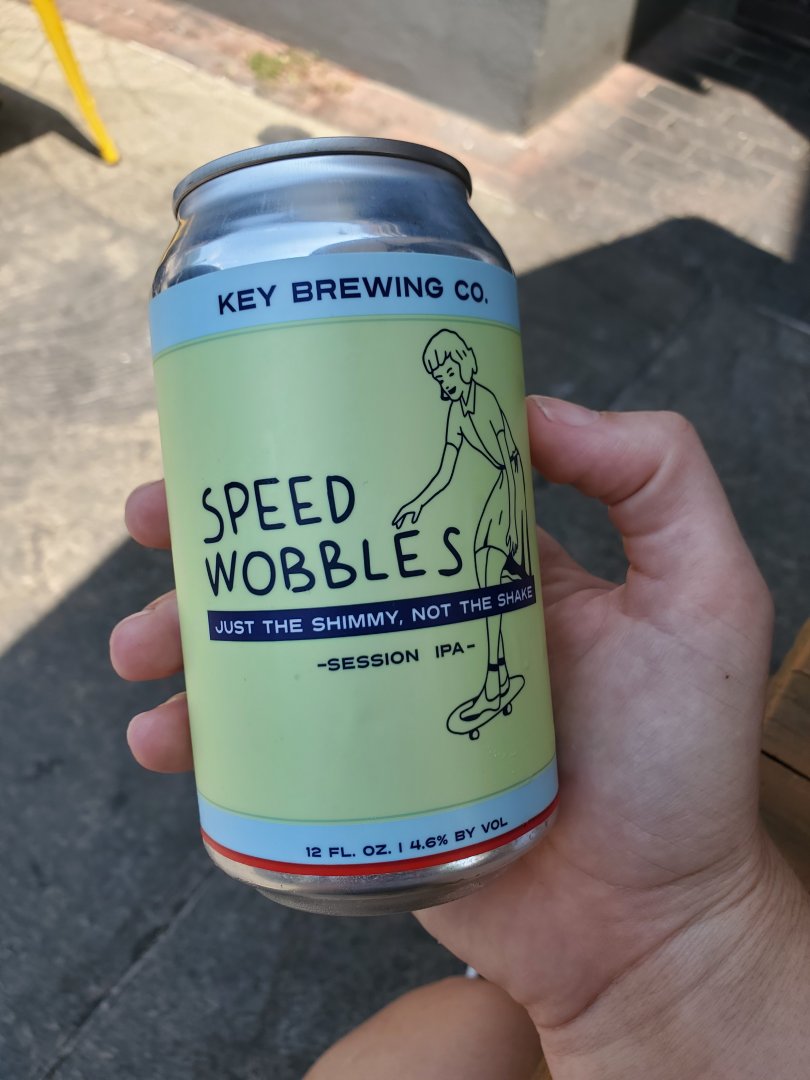 KEY BREWING CO.
SPEED
WOBBLES
JUST THE SHIMMY, NOT THE SHAKE
-SESSION IPA-
12 FL. OZ. | 4.6% BY VOL